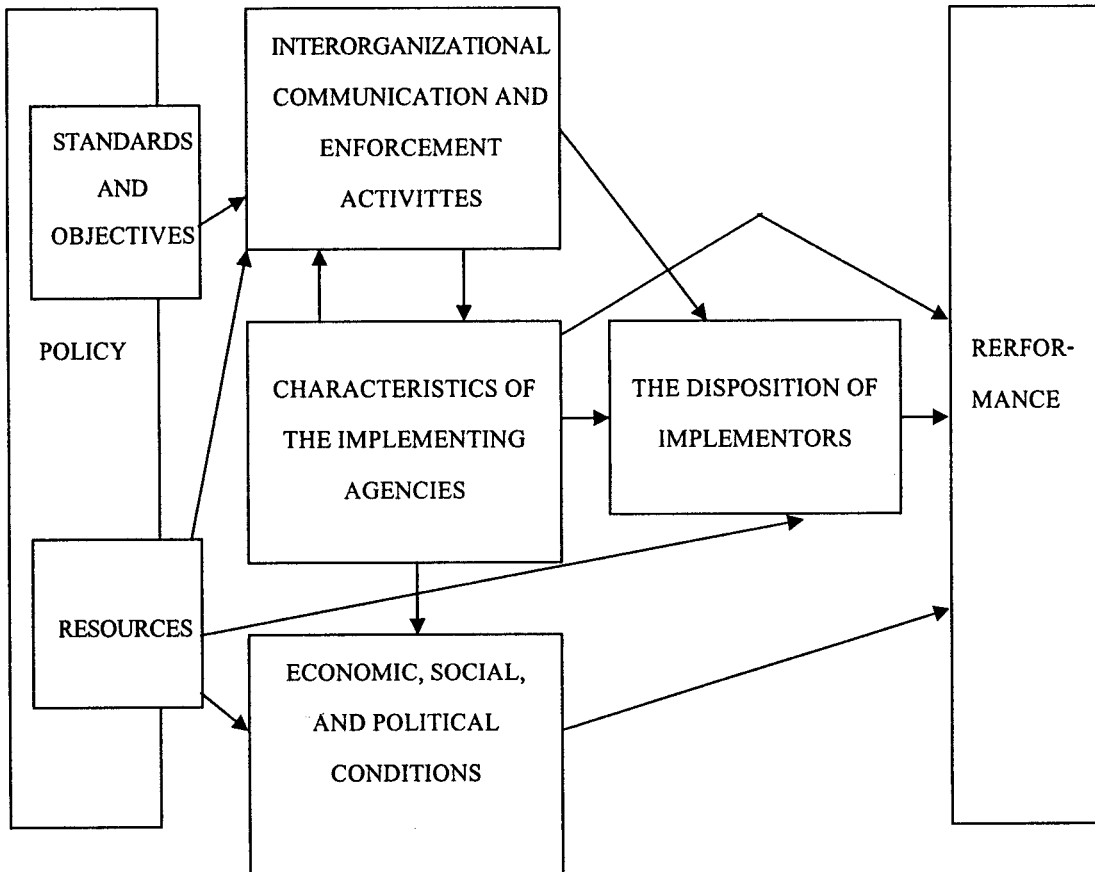 INTERORGANIZATIONAL
COMMUNICATION AND
ENFORCEMENT
ACTIVITTES
STANDARDS
AND
OBJECTIVES
POLICY
CHARACTERISTICS OF
THE IMPLEMENTING
AGENCIES
THE DISPOSITION OF
IMPLEMENTORS
RERFOR-
MANCE
RESOURCES
ECONOMIC, SOCIAL,
AND POLITICAL
CONDITIONS